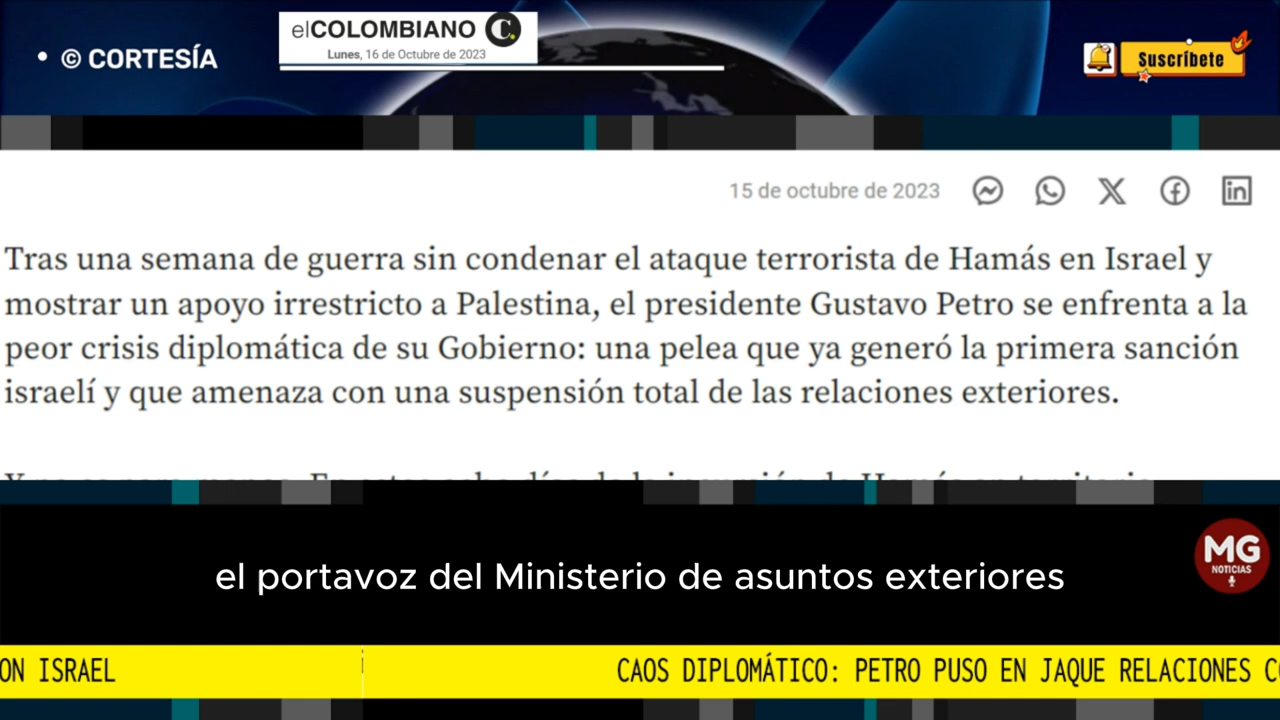 • © CORTESÍA
elCOLOMBIANO C.
Lunes, 16 de Octubre de 2023
Suscríbete
15 de octubre de 2023
Tras una semana de guerra sin condenar el ataque terrorista de Hamás en Israel y
mostrar un apoyo irrestricto a Palestina, el presidente Gustavo Petro se enfrenta a la
peor crisis diplomática de su Gobierno: una pelea que ya generó la primera sanción
israelí y que amenaza con una suspensión total de las relaciones exteriores.
el portavoz del Ministerio de asuntos exteriores
MG
NOTICIAS
ON ISRAEL
CAOS DIPLOMÁTICO: PETRO PUSO EN JAQUE RELACIONES C